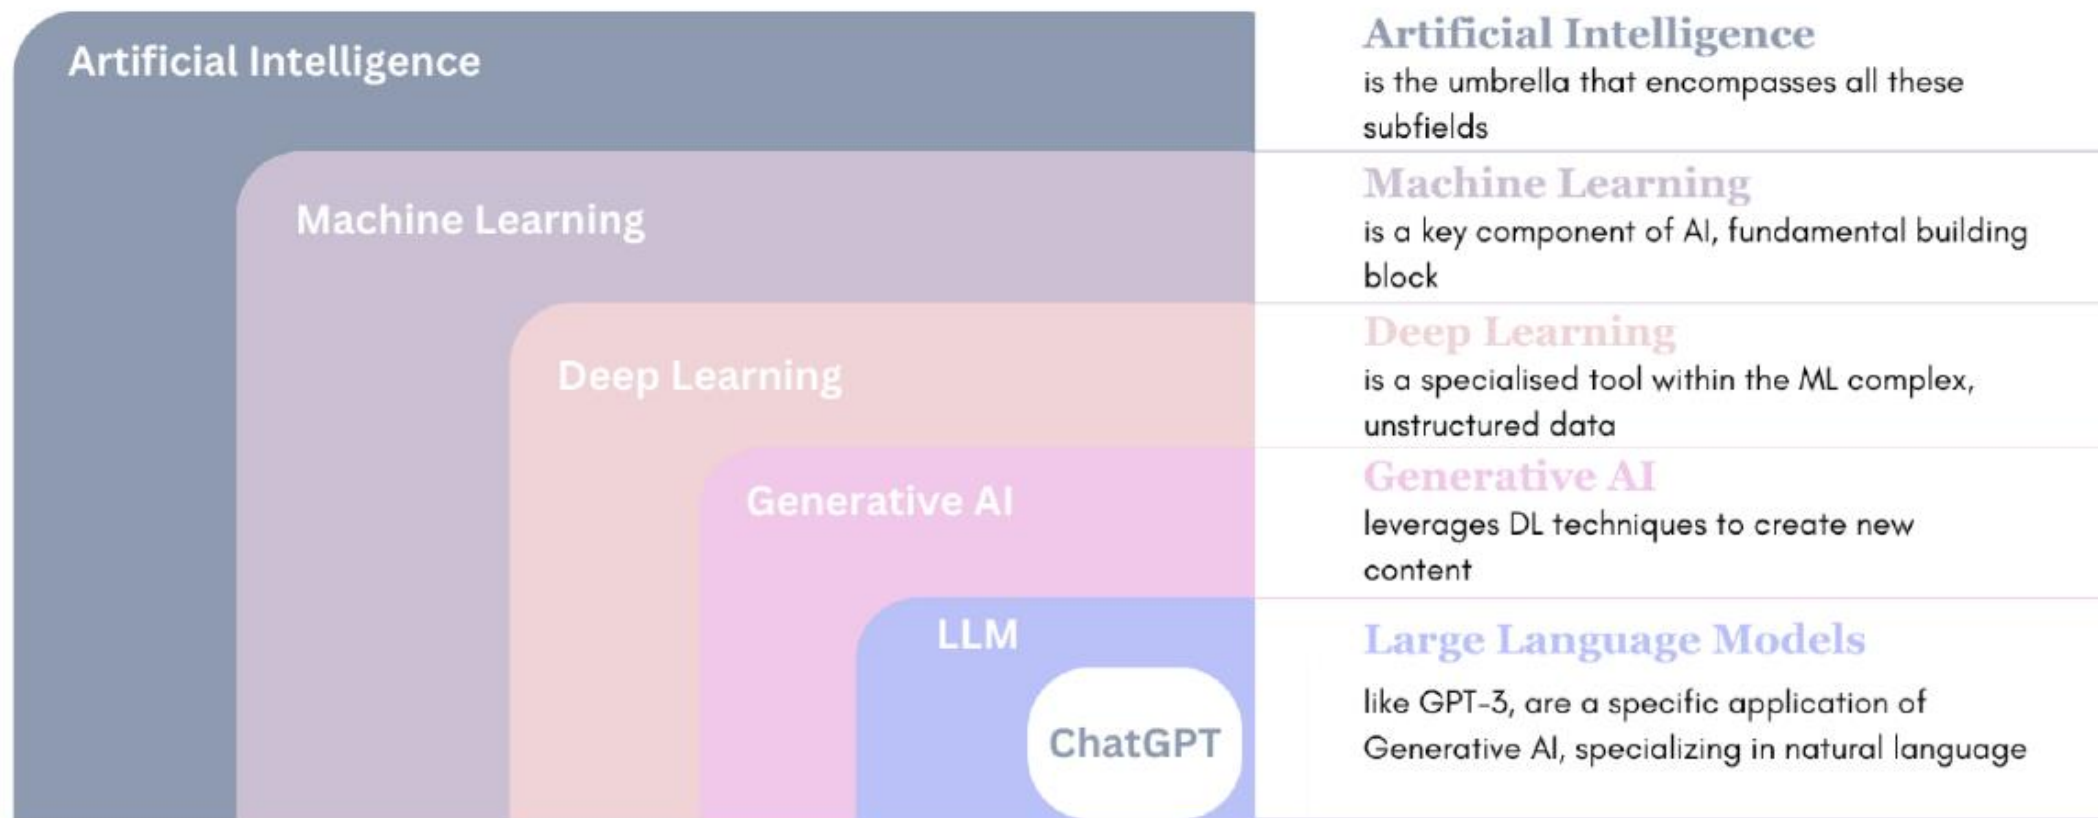 Artificial Intelligence
Machine Learning
Deep Learning
Generative AI
LLM
ChatGPT
Artificial Intelligence
is the umbrella that encompasses all these
subfields
Machine Learning
is a key component of AI, fundamental building
block
Deep Learning
is a specialised tool within the ML complex,
unstructured data
Generative AI
leverages DL techniques to create new
content
Large Language Models
like GPT-3, are a specific application of
Generative AI, specializing in natural language